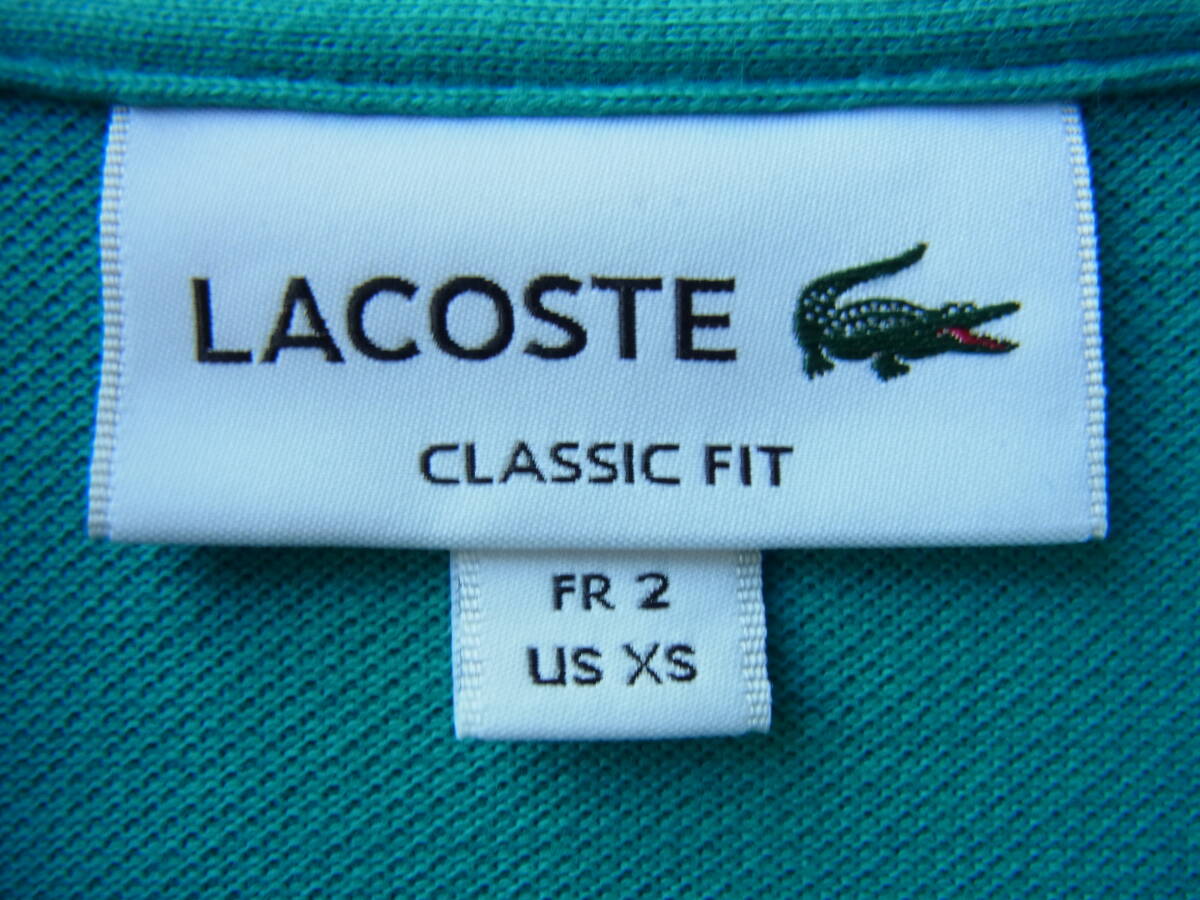 LACOSTE
CLASSIC FIT
FR 2
US XS